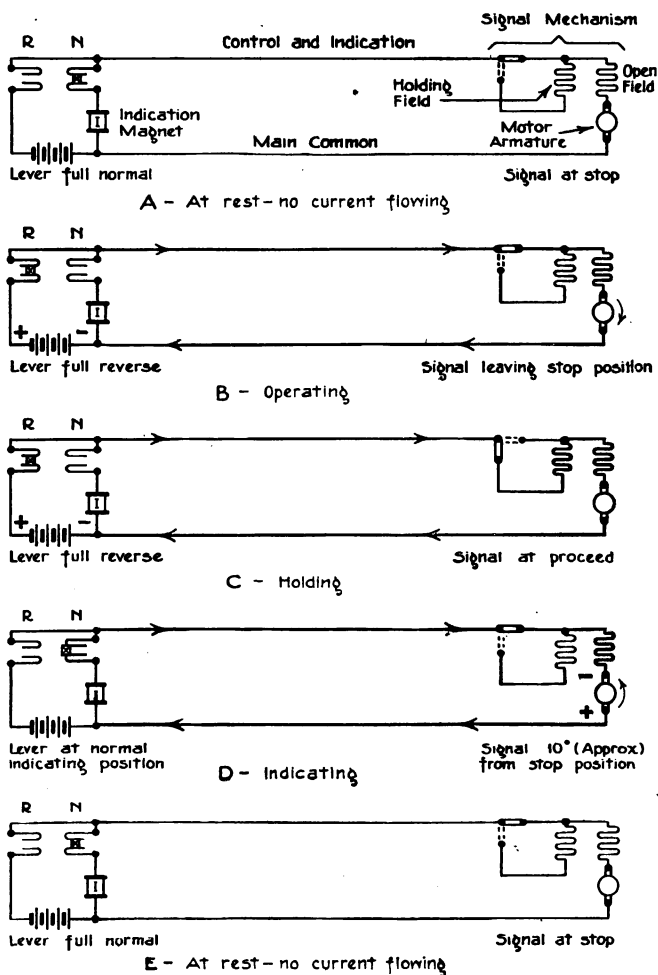 Signal Mechanism
R N Control and Indication
Holding Field
Open Field
Indication Magnet
I
Main Common
Motor Armature
Lever full normal
Signal at stop
A - At rest - no current flowing
R N
I
+ -
Lever full reverse
Signal leaving stop position
B - Operating
R N
I
+ -
Lever full reverse
Signal at proceed
C - Holding
R N
I
-
+
Lever at normal indicating position
Signal 10° (Approx) from stop position
D - Indicating
R N
I
Lever full normal
Signal at stop
E - At rest - no current flowing